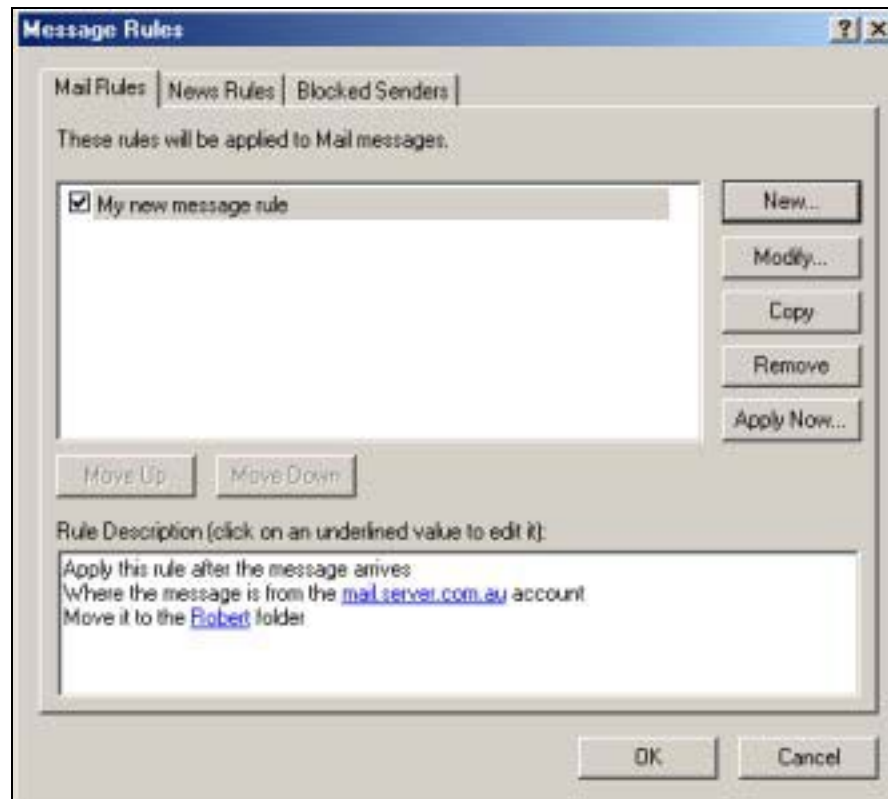 Message Rules
Mail Rules
News Rules
Blocked Senders
These rules will be applied to Mail messages.
My new message rule
New...
Modify...
Copy
Remove
Apply Now...
Move Up
Move Down
Rule Description (click on an underlined value to edit it):
Apply this rule after the message arrives
Where the message is from the mail.server.com.au account
Move it to the Robert folder
OK
Cancel